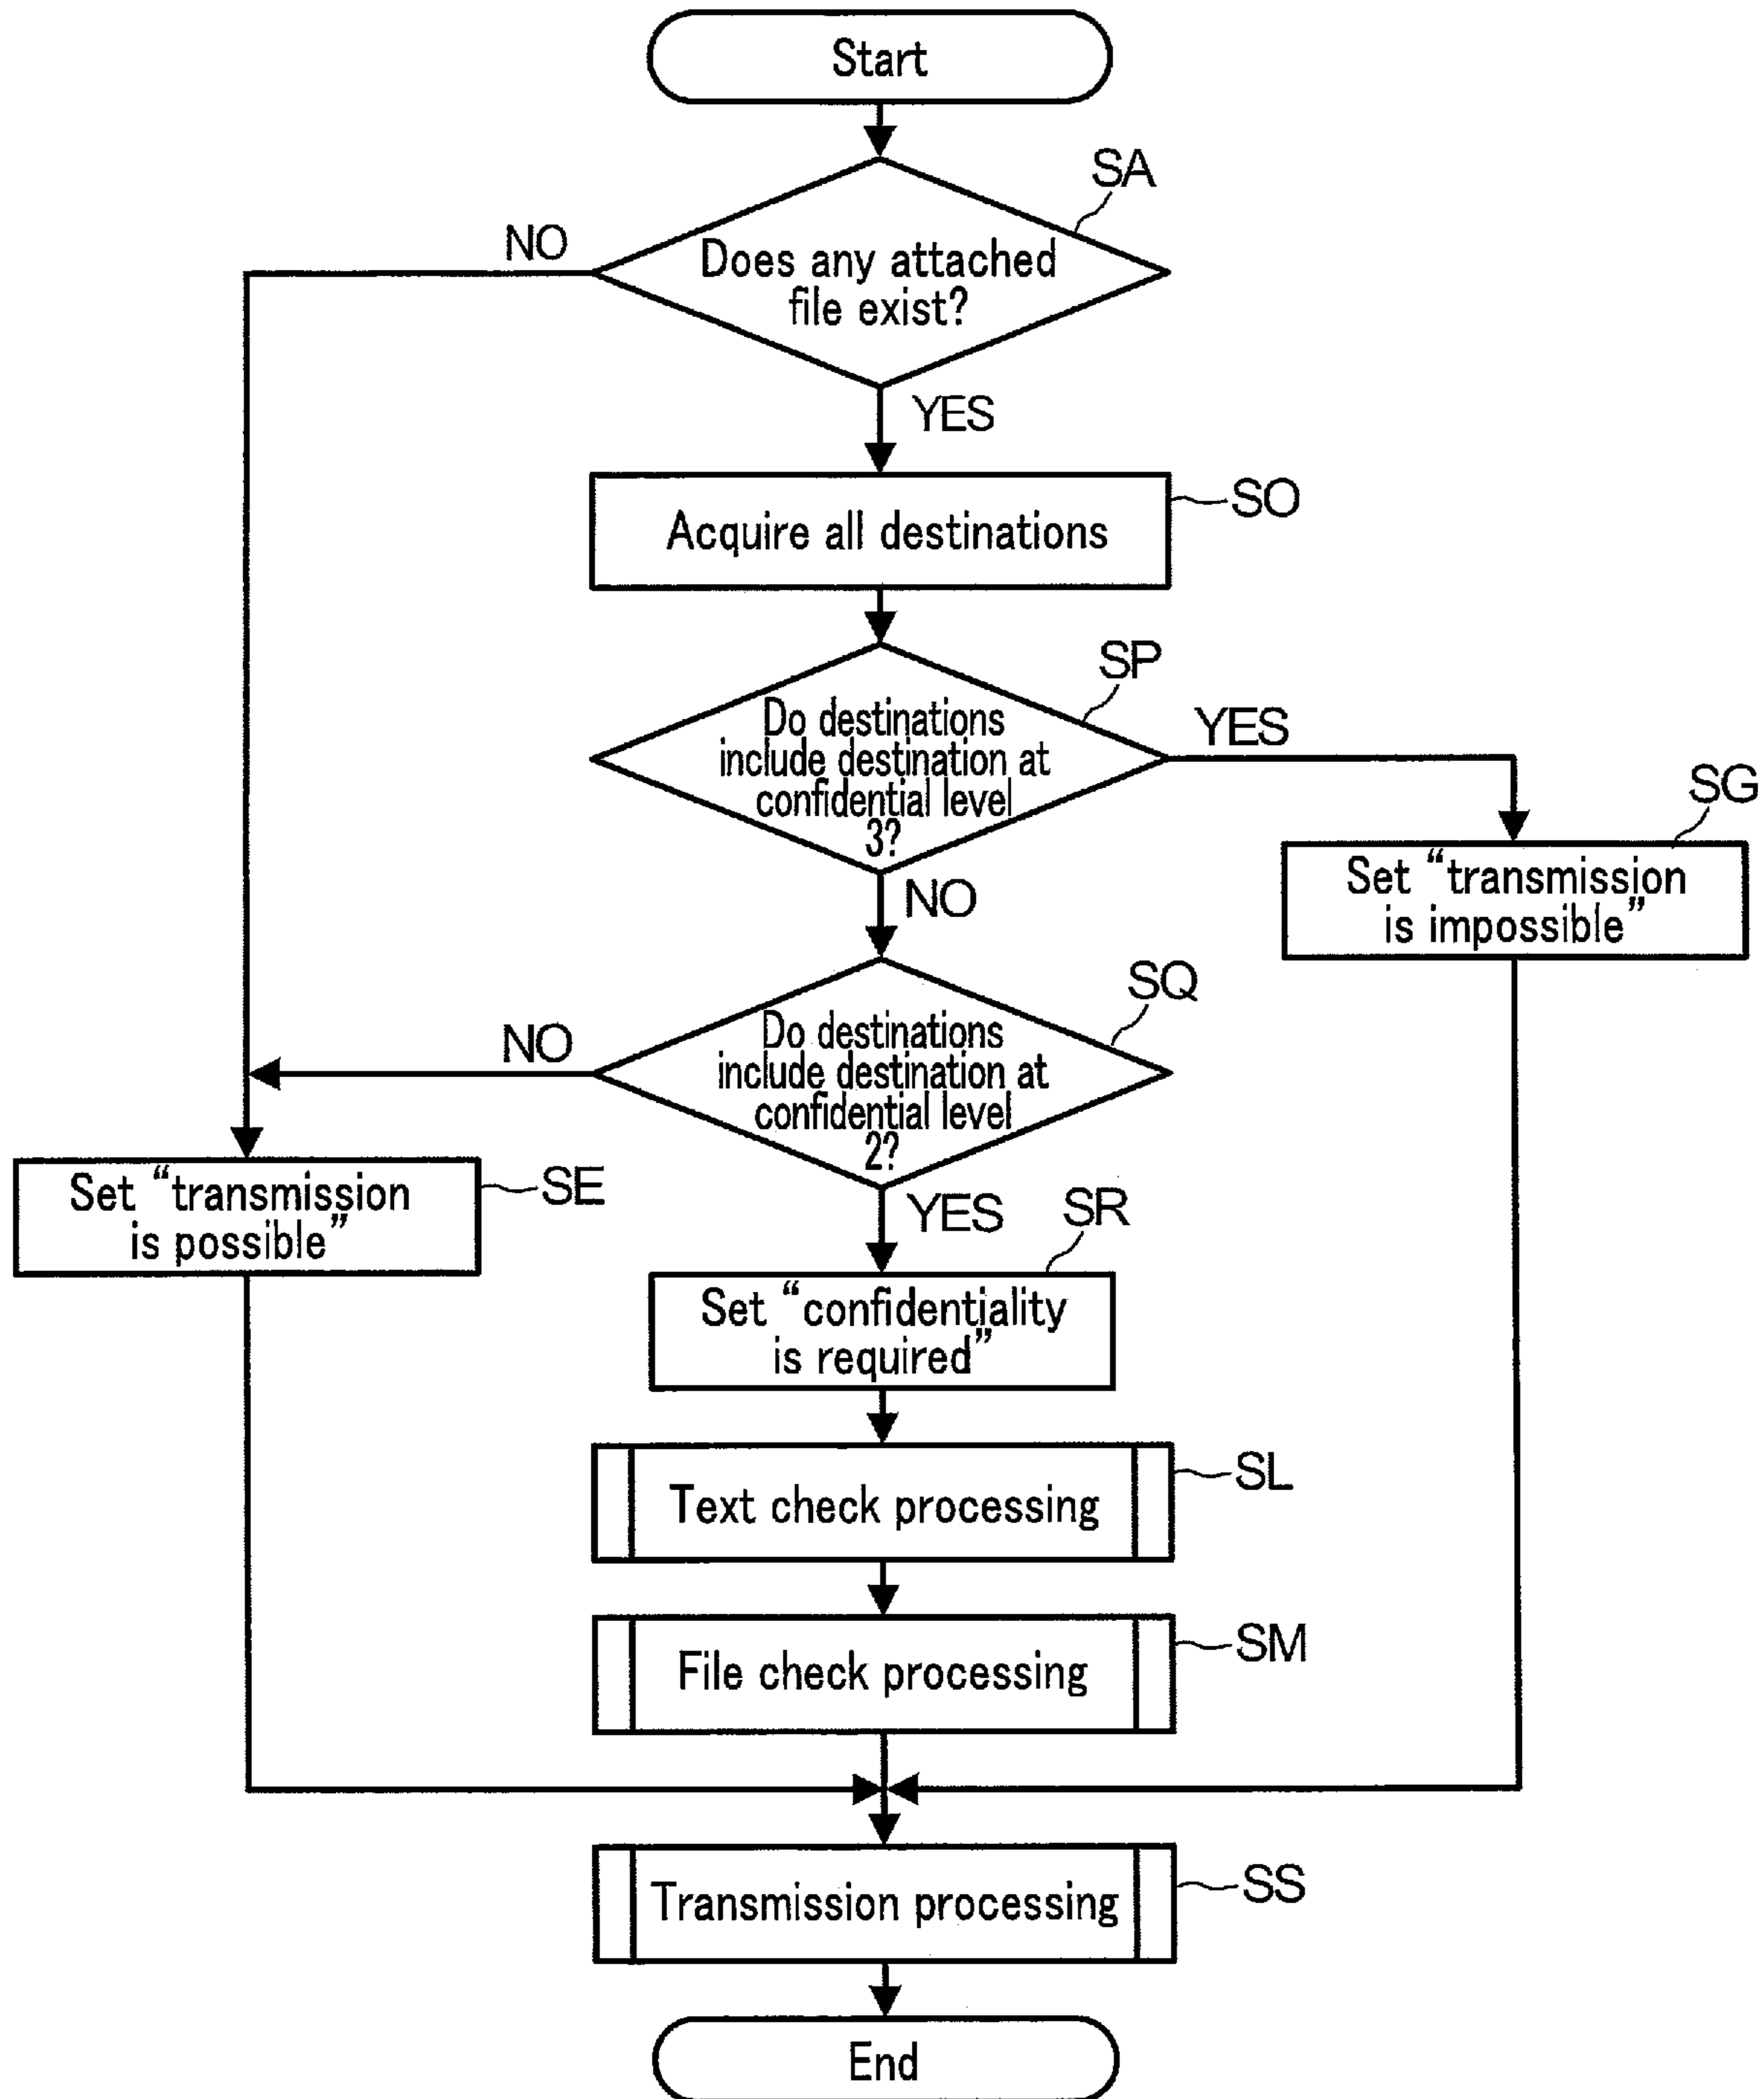 Start
SA
NO
Does any attached
file exist?
YES
SO
Acquire all destinations
SP
Do destinations
include destination at
confidential level
3?
YES
SG
Set “transmission
is impossible”
NO
SQ
Do destinations
include destination at
confidential level
2?
NO
SE
Set “transmission
is possible”
YES
SR
Set “confidentiality
is required”
SL
Text check processing
SM
File check processing
SS
Transmission processing
End